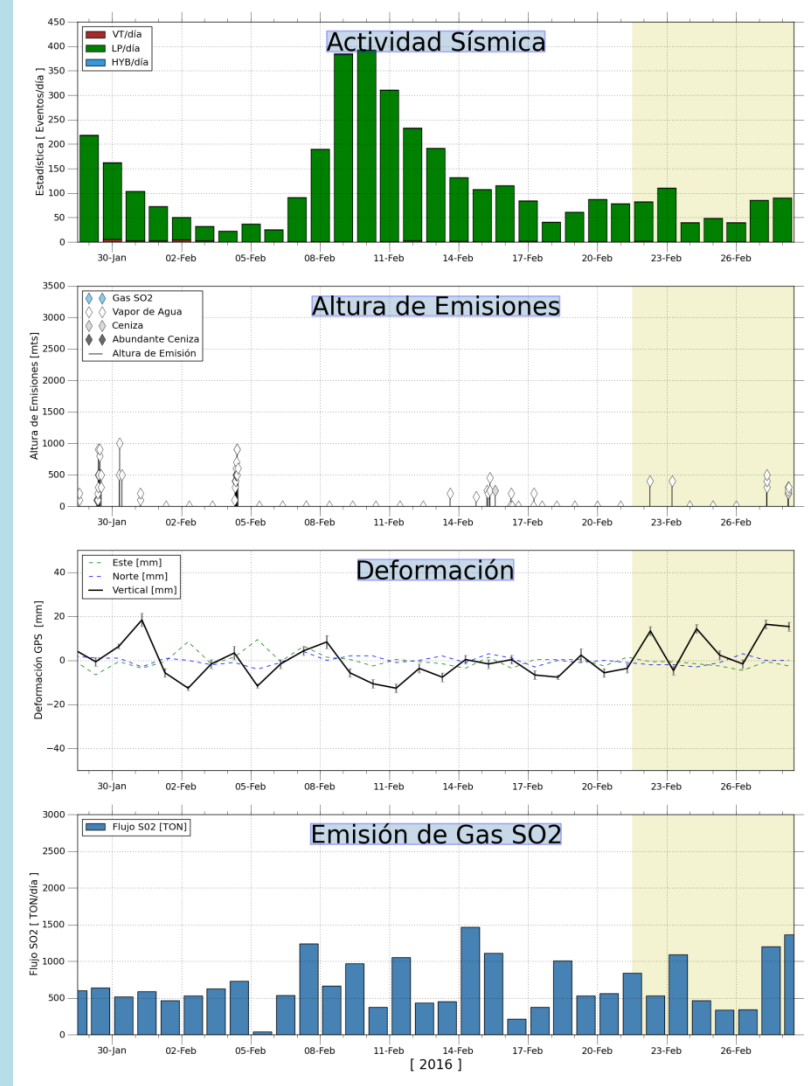 Actividad Sísmica
VT/día
LP/día
HYB/día
Estadística [ Eventos/día ]
450
400
350
300
250
200
150
100
50
0
30-Jan 02-Feb 05-Feb 08-Feb 11-Feb 14-Feb 17-Feb 20-Feb 23-Feb 26-Feb
Altura de Emisiones
Gas SO2
Vapor de Agua
Ceniza
Abundante Ceniza
Altura de Emisión
Altura de Emisiones [mts]
3500
3000
2500
2000
1500
1000
500
0
30-Jan 02-Feb 05-Feb 08-Feb 11-Feb 14-Feb 17-Feb 20-Feb 23-Feb 26-Feb
Deformación
Este [mm]
Norte [mm]
Vertical [mm]
Deformación GPS [mm]
40
20
0
−20
−40
30-Jan 02-Feb 05-Feb 08-Feb 11-Feb 14-Feb 17-Feb 20-Feb 23-Feb 26-Feb
Emisión de Gas SO2
Flujo S02 [TON]
Flujo SO2 [ TON/día ]
3000
2500
2000
1500
1000
500
0
30-Jan 02-Feb 05-Feb 08-Feb 11-Feb 14-Feb 17-Feb 20-Feb 23-Feb 26-Feb
[ 2016 ]